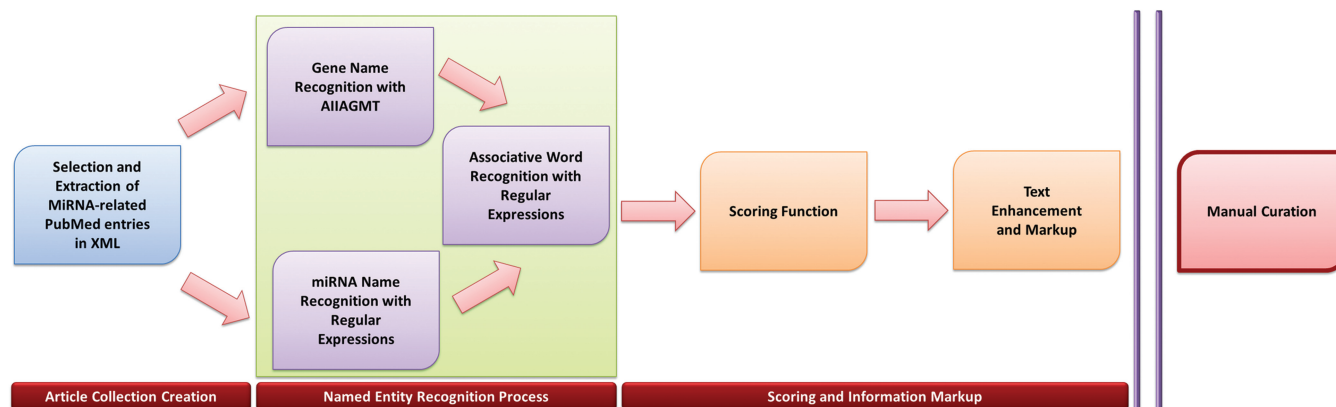 Selection and
Extraction of
MiRNA-related
PubMed entries
in XML
Gene Name
Recognition with
AIIAGMT
miRNA Name
Recognition with
Regular
Expressions
Associative Word
Recognition with
Regular
Expressions
Scoring Function
Text
Enhancement
and Markup
Manual Curation
Article Collection Creation
Named Entity Recognition Process
Scoring and Information Markup